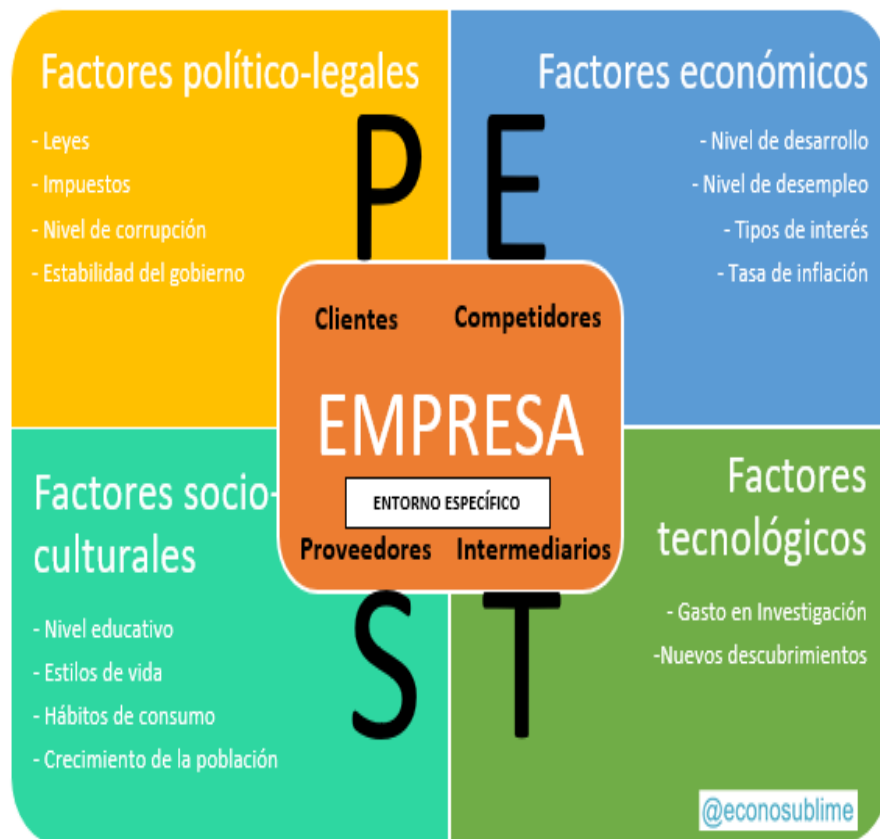 Factores político-legales
- Leyes
- Impuestos
- Nivel de corrupción
- Estabilidad del gobierno
P
Factores económicos
- Nivel de desarrollo
- Nivel de desempleo
- Tipos de interés
- Tasa de inflación
E
Clientes
Competidores
EMPRESA
ENTORNO ESPECÍFICO
Proveedores
Intermediarios
Factores socio-
culturales
- Nivel educativo
- Estilos de vida
- Hábitos de consumo
- Crecimiento de la población
S
Factores
tecnológicos
- Gasto en Investigación
-Nuevos descubrimientos
T
@econosublime